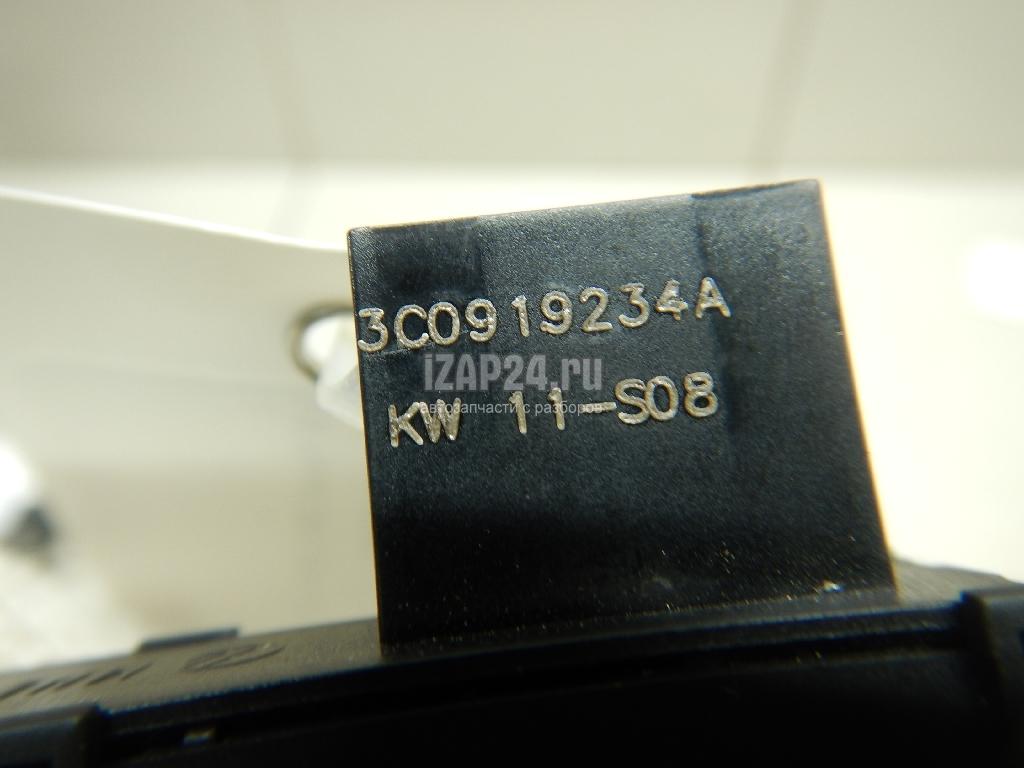 3C0919234A
iZAP24.ru
автозапчасти с разборов
KW 11-S08